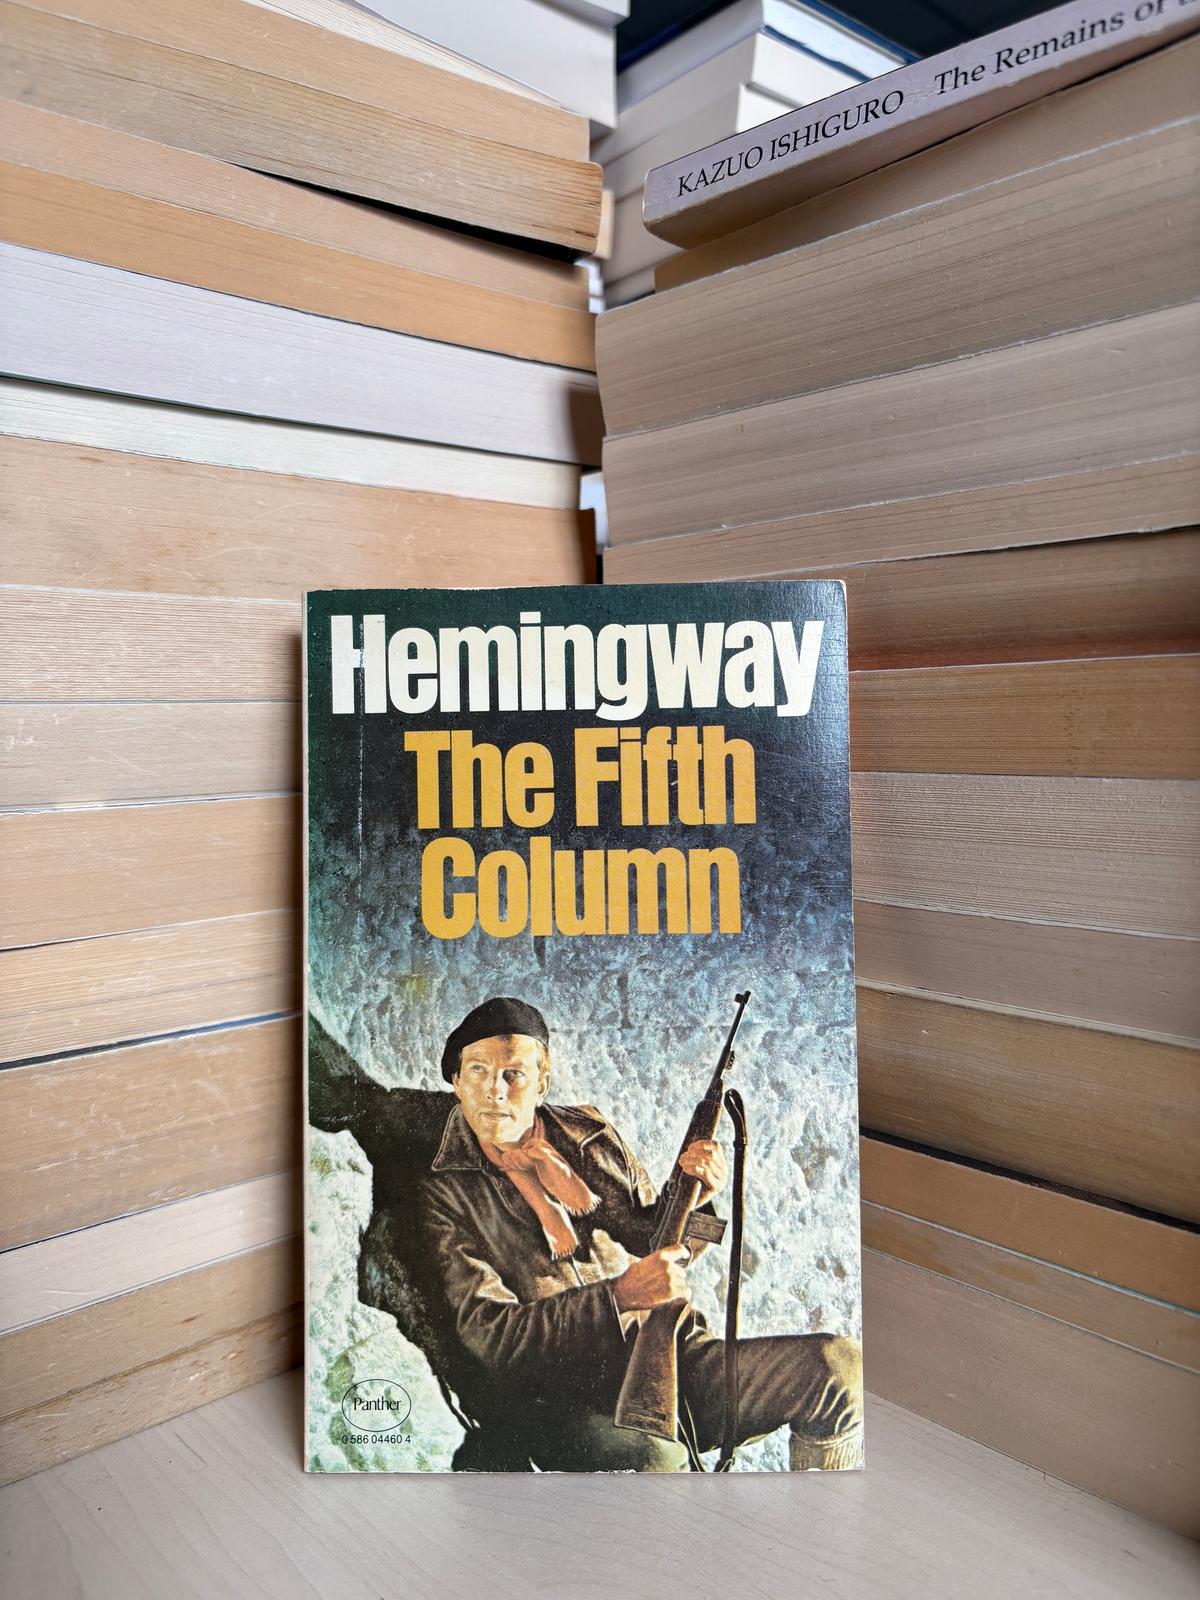 KAZUO ISHIGURO The Remains of
Hemingway
The Fifth
Column
Panther
0 586 04460 4